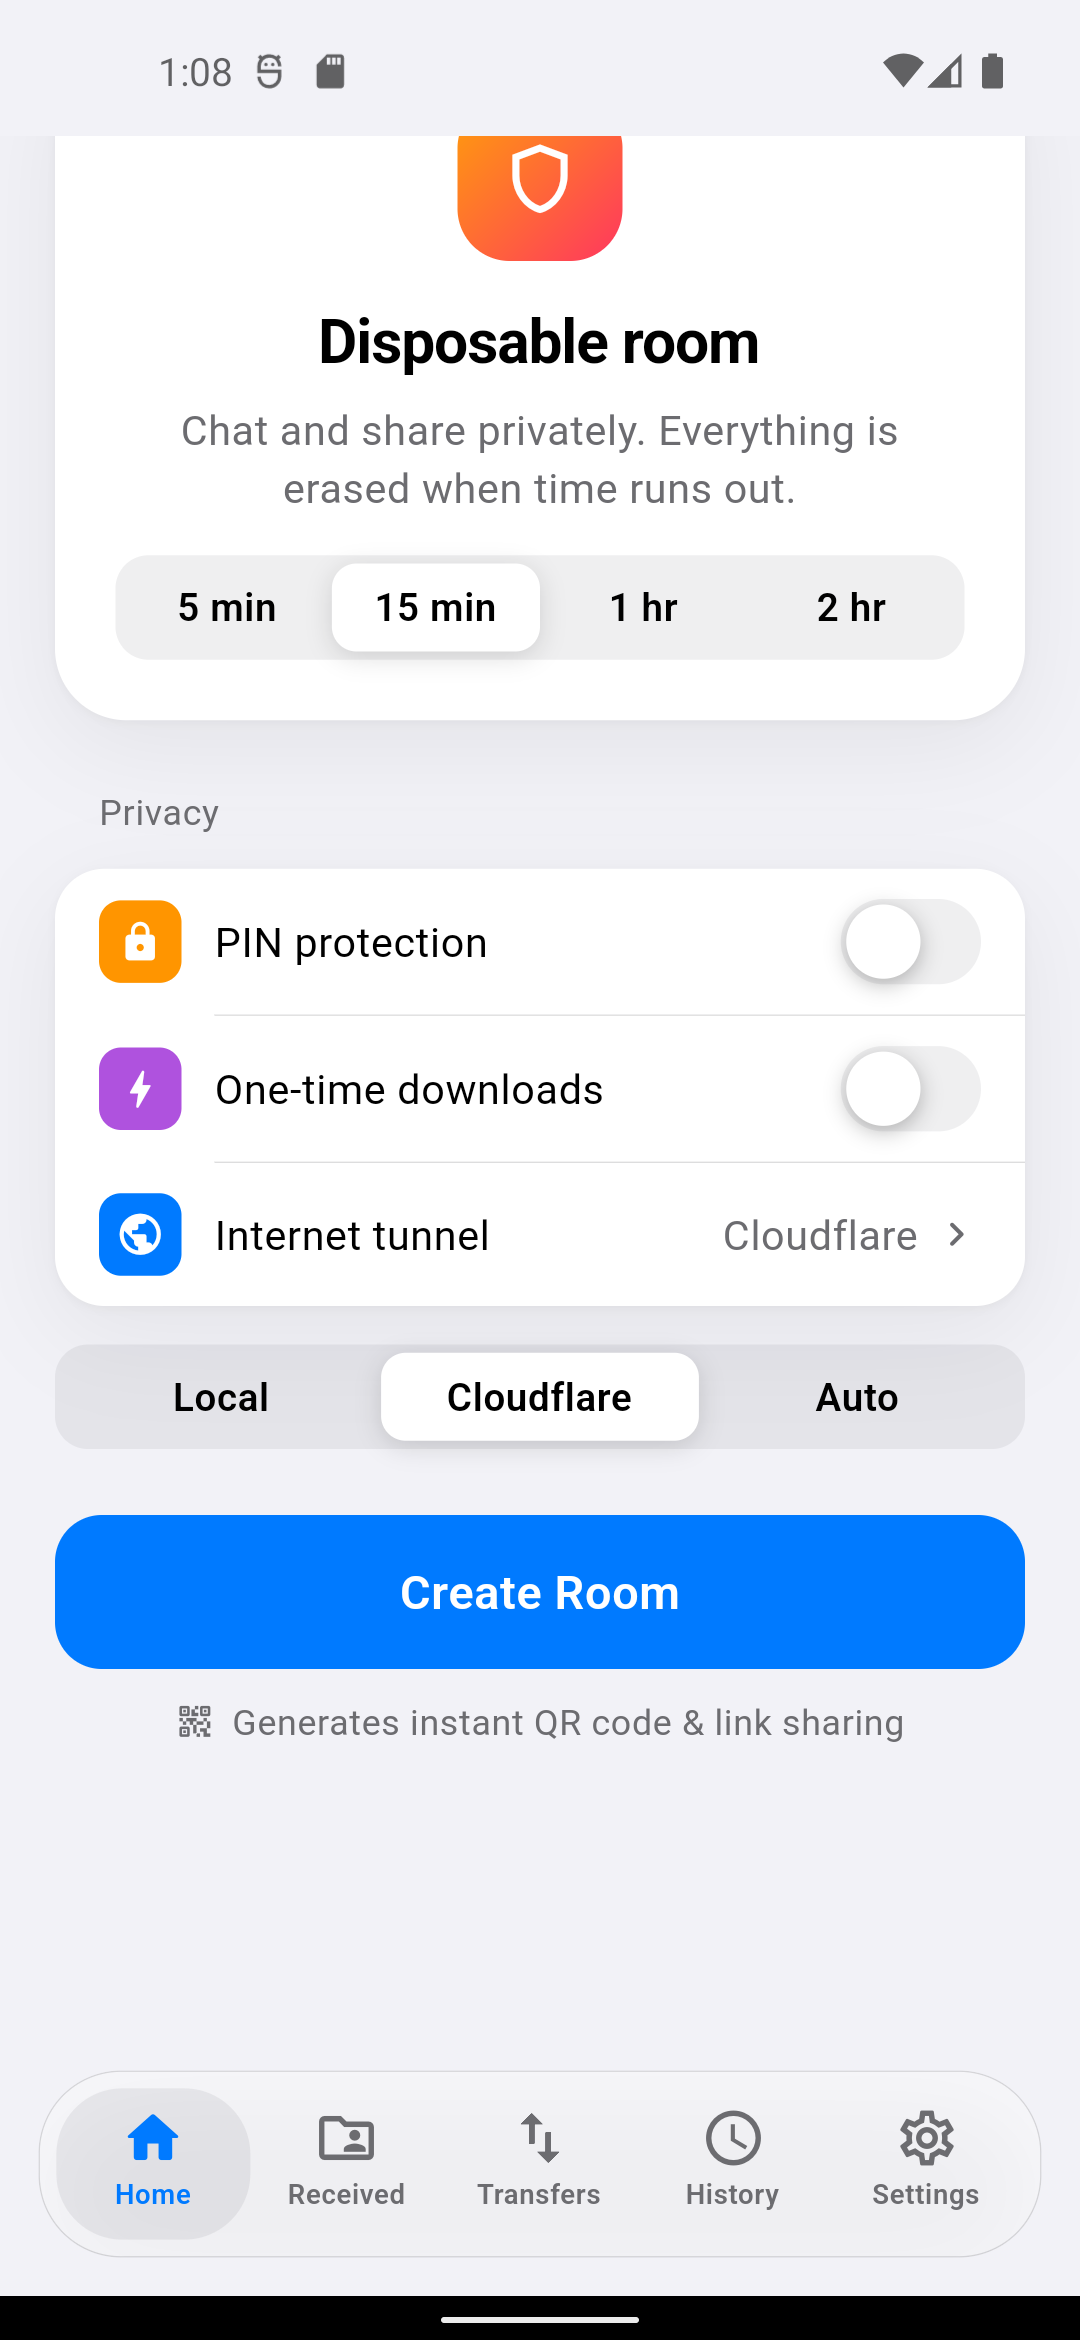 1:08
Disposable room
Chat and share privately. Everything is
erased when time runs out.
5 min 15 min 1 hr 2 hr
Privacy
PIN protection
One-time downloads
Internet tunnel Cloudflare
Local Cloudflare Auto
Create Room
Generates instant QR code & link sharing
Home Received Transfers History Settings